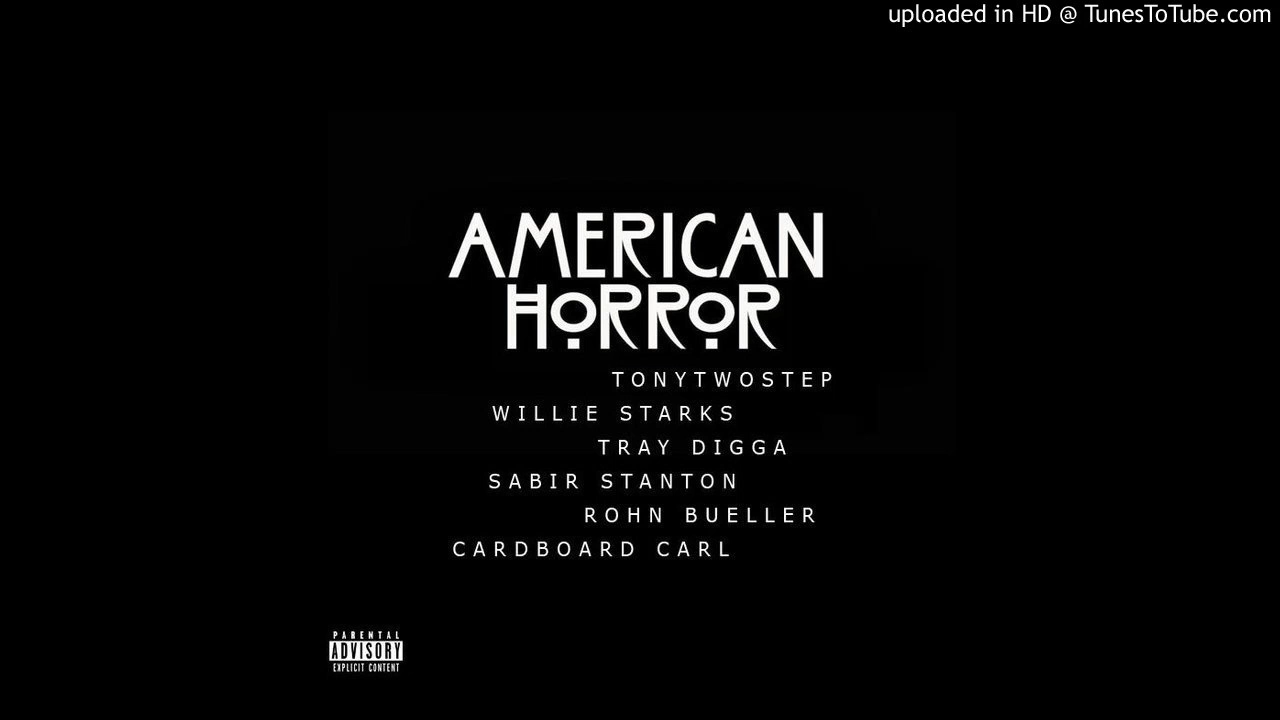 uploaded in HD @ TunesToTube.com
AMERICAN
HORROR
TONYTWOSTEP
WILLIE STARKS
TRAY DIGGA
SABIR STANTON
ROHN BUELLER
CARDBOARD CARL
PARENTAL
ADVISORY
EXPLICIT CONTENT